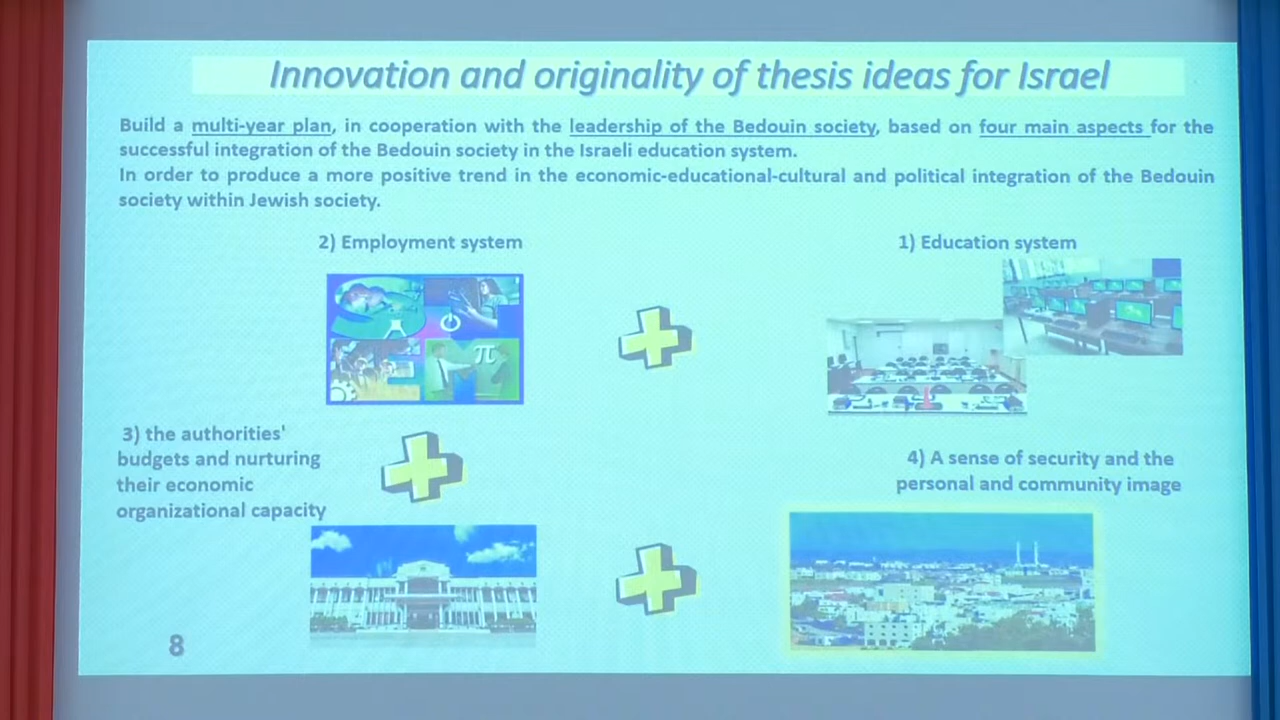 Innovation and originality of thesis ideas for Israel
Build a multi-year plan, in cooperation with the leadership of the Bedouin society, based on four main aspects for the
successful integration of the Bedouin society in the Israeli education system.
In order to produce a more positive trend in the economic-educational-cultural and political integration of the Bedouin
society within Jewish society.
2) Employment system
1) Education system
π
3) the authorities'
budgets and nurturing
their economic
organizational capacity
4) A sense of security and the
personal and community image
8